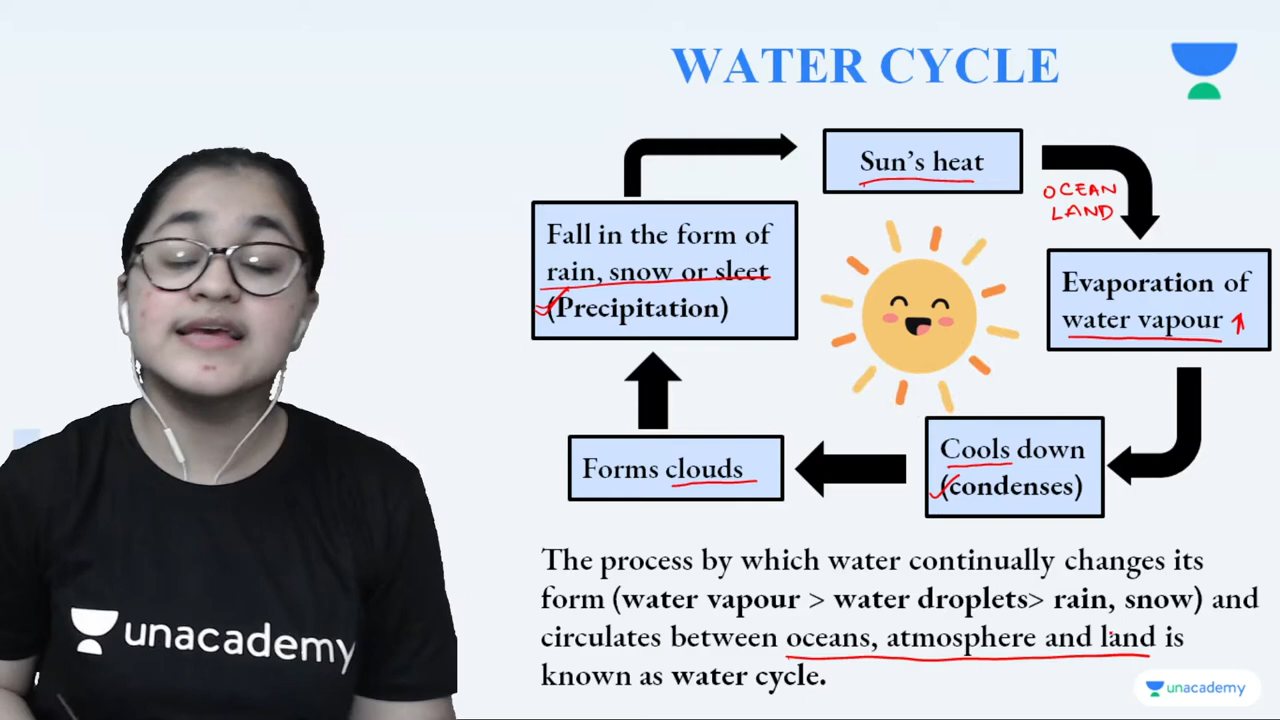 WATER CYCLE
Sun's heat
OCEAN
LAND
Evaporation of
water vapour
Cools down
(condenses)
Forms clouds
Fall in the form of
rain, snow or sleet
(Precipitation)
The process by which water continually changes its
form (water vapour > water droplets> rain, snow) and
circulates between oceans, atmosphere and land is
known as water cycle.
unacademy
unacademy